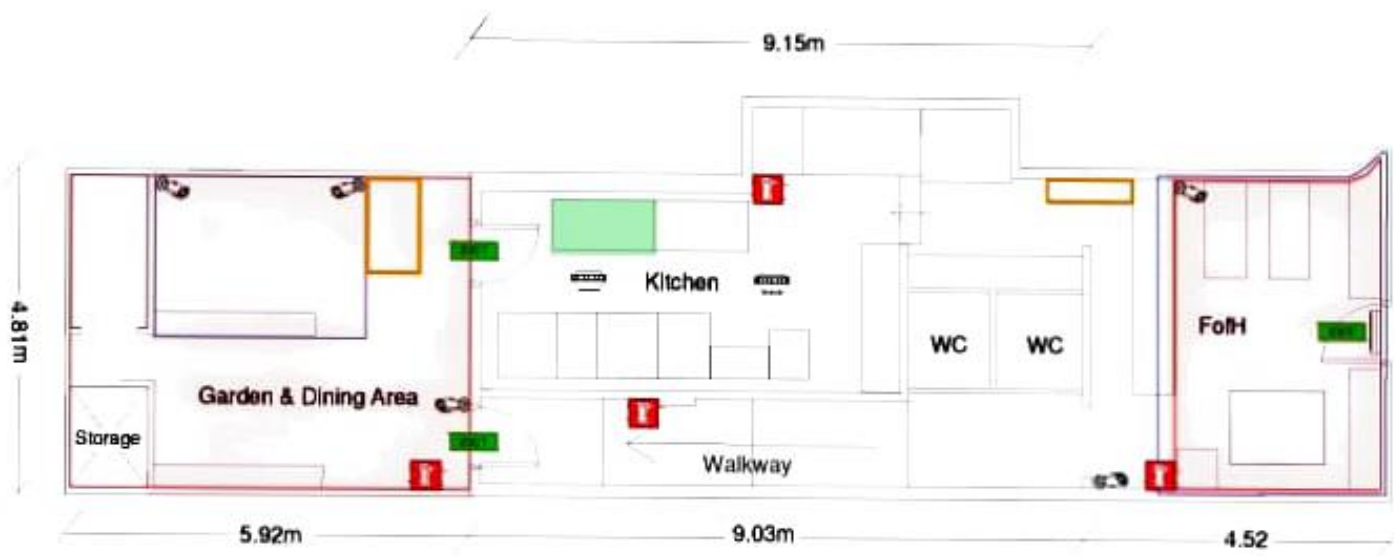 9.15m
4.81m
Kitchen
WC
WC
FofH
Garden & Dining Area
Storage
Walkway
5.92m
9.03m
4.52